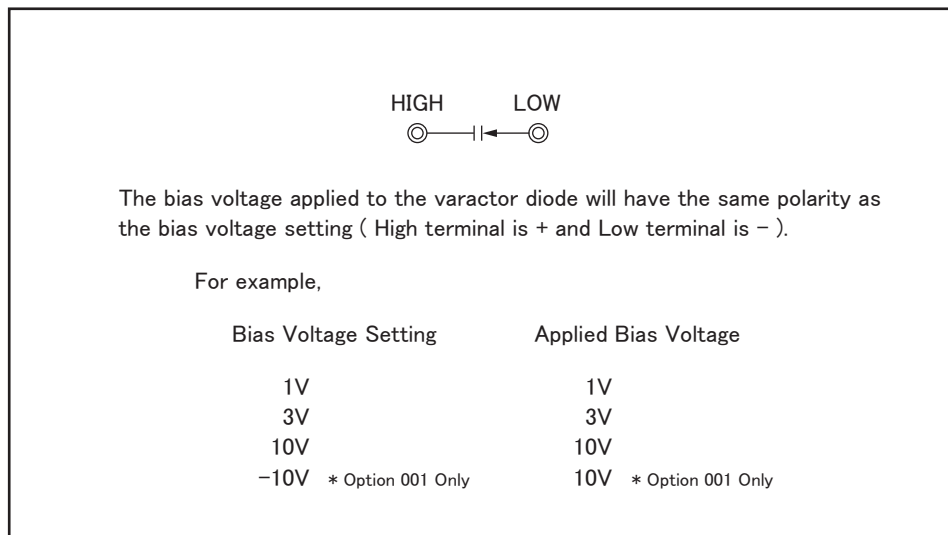 HIGH LOW
The bias voltage applied to the varactor diode will have the same polarity as
the bias voltage setting ( High terminal is + and Low terminal is − ).
For example,
Bias Voltage Setting Applied Bias Voltage
1V 1V
3V 3V
10V 10V
−10V * Option 001 Only 10V * Option 001 Only